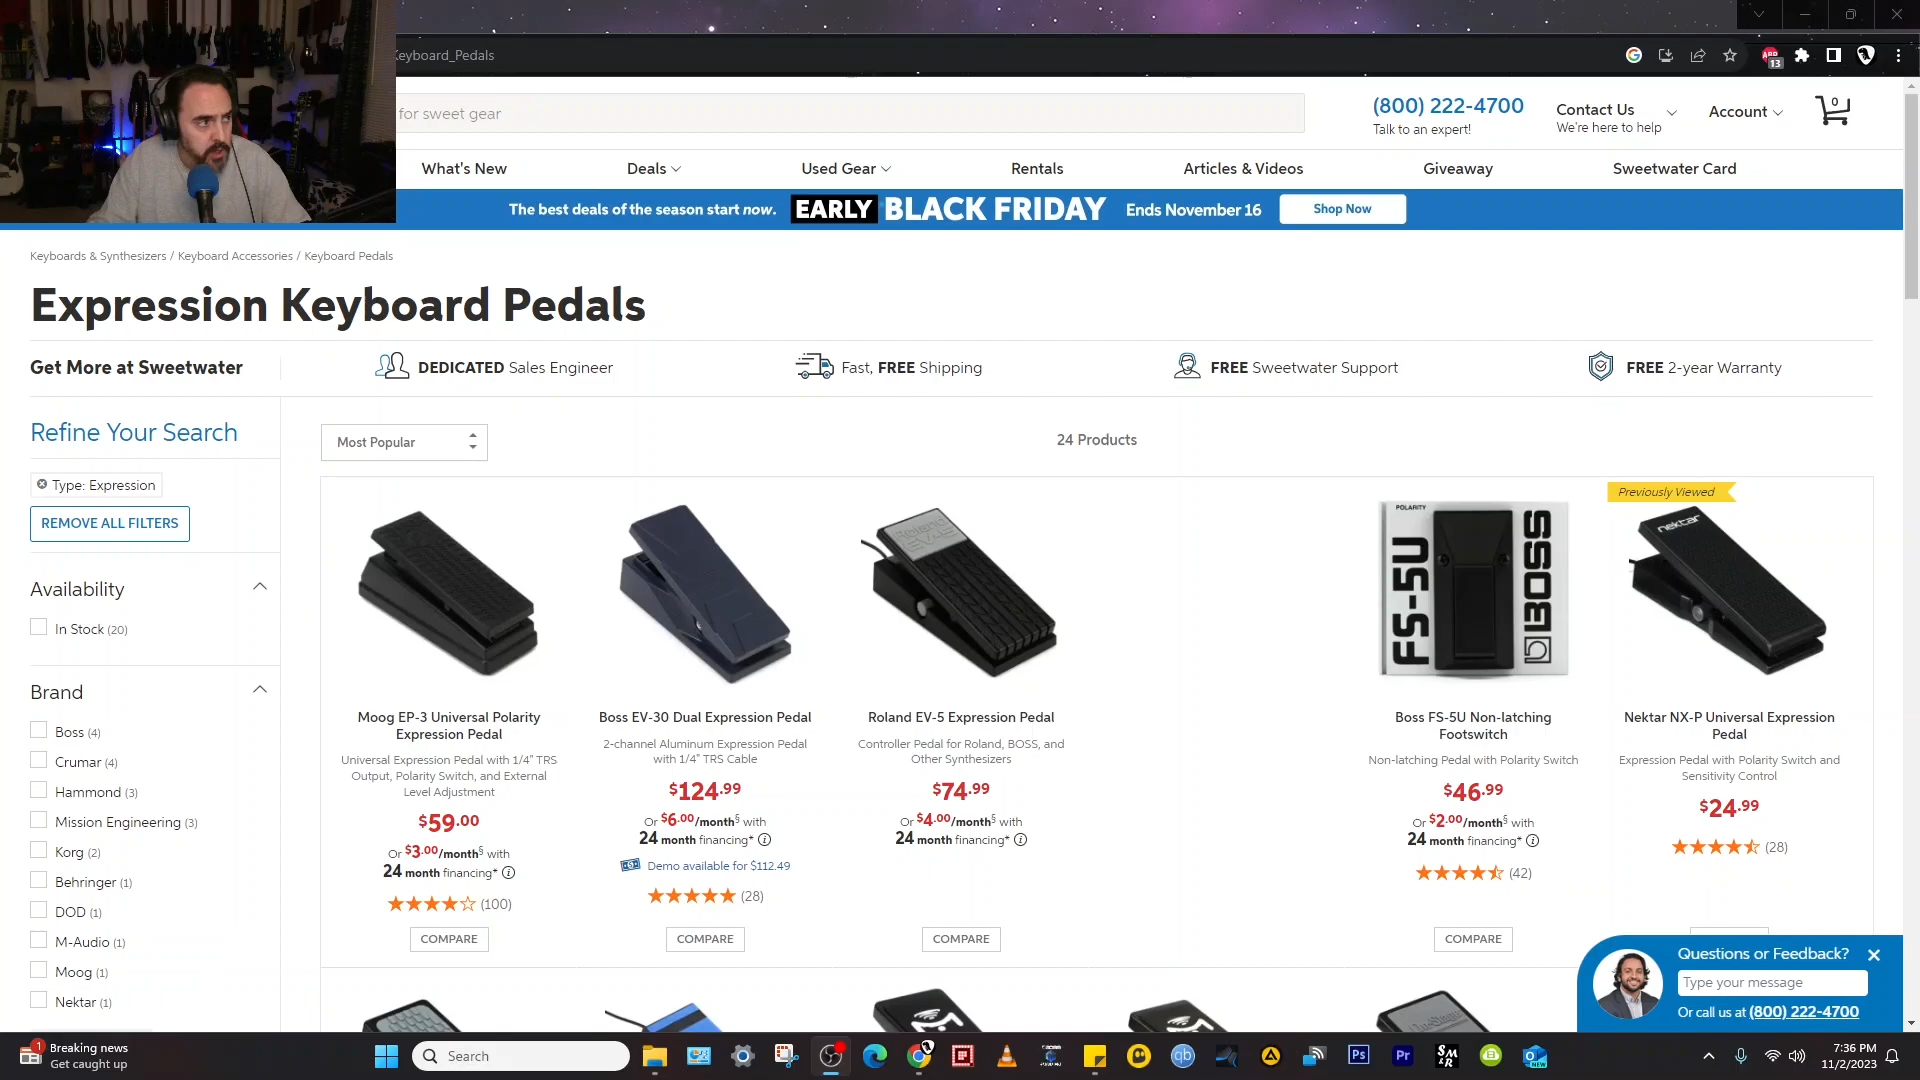 Keyboard_Pedals
13
for sweet gear
(800) 222-4700
Talk to an expert!
Contact Us
We're here to help
Account
0
What's New
Deals
Used Gear
Rentals
Articles & Videos
Giveaway
Sweetwater Card
The best deals of the season start now. EARLY BLACK FRIDAY Ends November 16 Shop Now
Keyboards & Synthesizers / Keyboard Accessories / Keyboard Pedals
Expression Keyboard Pedals
Get More at Sweetwater
DEDICATED Sales Engineer
Fast, FREE Shipping
FREE Sweetwater Support
FREE 2-year Warranty
Refine Your Search
Type: Expression
REMOVE ALL FILTERS
Availability
In Stock (20)
Brand
Boss (4)
Crumar (4)
Hammond (3)
Mission Engineering (3)
Korg (2)
Behringer (1)
DOD (1)
M-Audio (1)
Moog (1)
Nektar (1)
Most Popular
24 Products
Moog EP-3 Universal Polarity
Expression Pedal
Universal Expression Pedal with 1/4" TRS
Output, Polarity Switch, and External
Level Adjustment
$59.00
Or $3.00/month§ with
24 month financing*
(100)
COMPARE
Boss EV-30 Dual Expression Pedal
2-channel Aluminum Expression Pedal
with 1/4" TRS Cable
$124.99
Or $6.00/month§ with
24 month financing*
Demo available for $112.49
(28)
COMPARE
Roland EV-5
Roland EV-5 Expression Pedal
Controller Pedal for Roland, BOSS, and
Other Synthesizers
$74.99
Or $4.00/month§ with
24 month financing*
COMPARE
POLARITY
FS-5U
BOSS
Boss FS-5U Non-latching
Footswitch
Non-latching Pedal with Polarity Switch
$46.99
Or $2.00/month§ with
24 month financing*
(42)
COMPARE
Previously Viewed
nektar
Nektar NX-P Universal Expression
Pedal
Expression Pedal with Polarity Switch and
Sensitivity Control
$24.99
(28)
Questions or Feedback?
Type your message
Or call us at (800) 222-4700
1
Breaking news
Get caught up
Search
qb
Ps
Pr
NEW
7:36 PM
11/2/2023